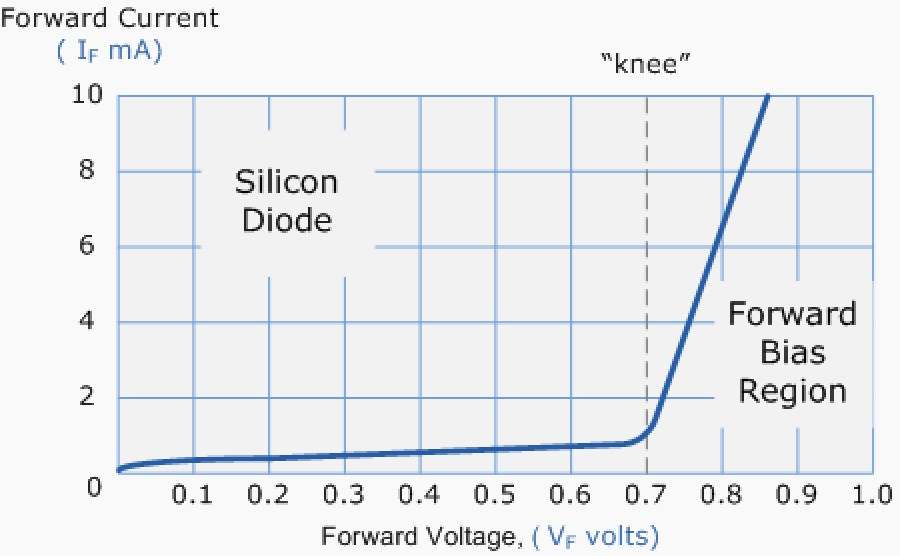 Forward Current
( IF mA)
“knee”
10
8
6
4
2
0
Silicon
Diode
Forward
Bias
Region
0.1 0.2 0.3 0.4 0.5 0.6 0.7 0.8 0.9 1.0
Forward Voltage, ( VF volts)